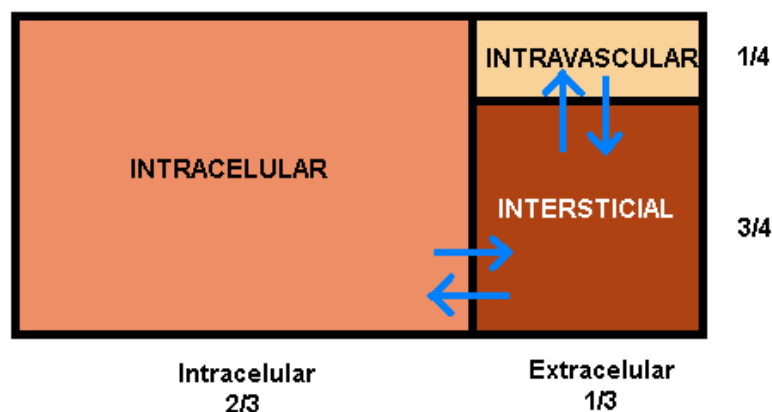 INTRAVASCULAR
1/4
INTRACELULAR
INTERSTICIAL
3/4
Intracelular
2/3
Extracelular
1/3